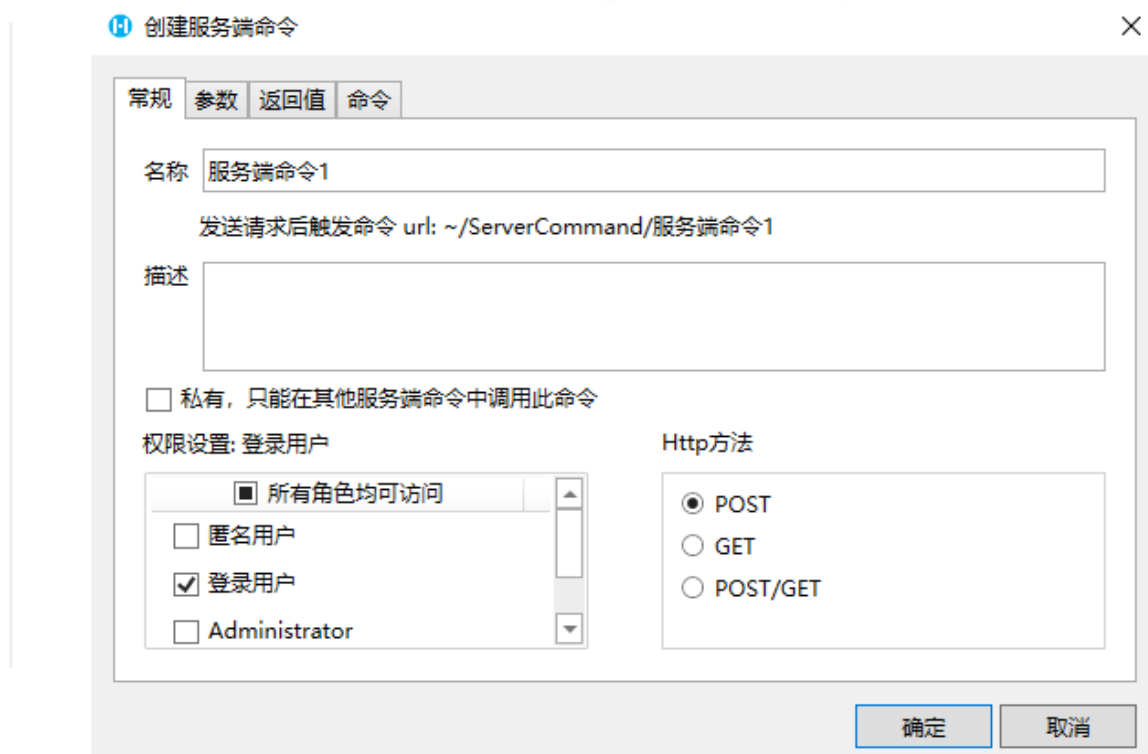 创建服务端命令
常规 参数 返回值 命令
名称 服务端命令1
发送请求后触发命令 url: ~/ServerCommand/服务端命令1
描述
私有，只能在其他服务端命令中调用此命令
权限设置: 登录用户 Http方法
所有角色均可访问
匿名用户
登录用户
Administrator
POST
GET
POST/GET
确定 取消